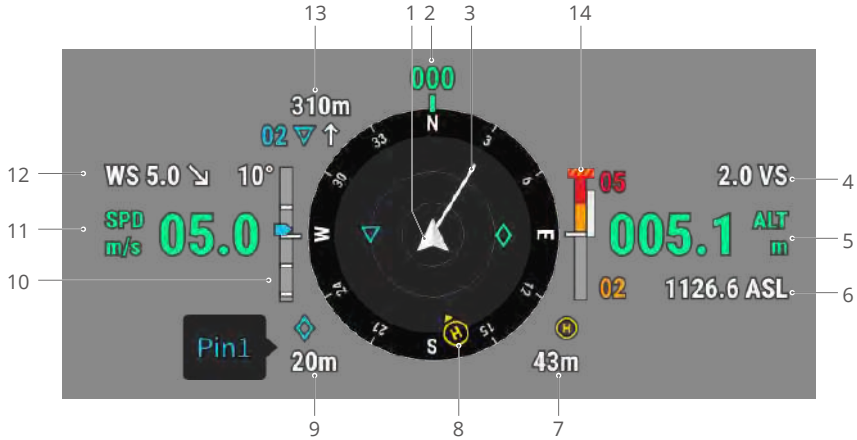 13 1 2 3 14
000
310m
02
N
33 3
30 6
12 WS 5.0 10° 05 2.0 VS 4
11 SPD m/s 05.0 W E 005.1 ALT m 5
10 24 12 02 1126.6 ASL 6
21 15
S H H
Pin1
20m 43m
9 8 7